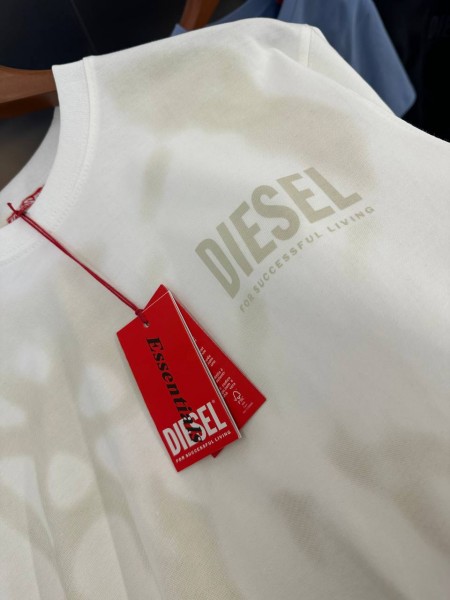 DIESEL®
FOR SUCCESSFUL LIVING
Essentials
DIESEL®
FOR SUCCESSFUL LIVING